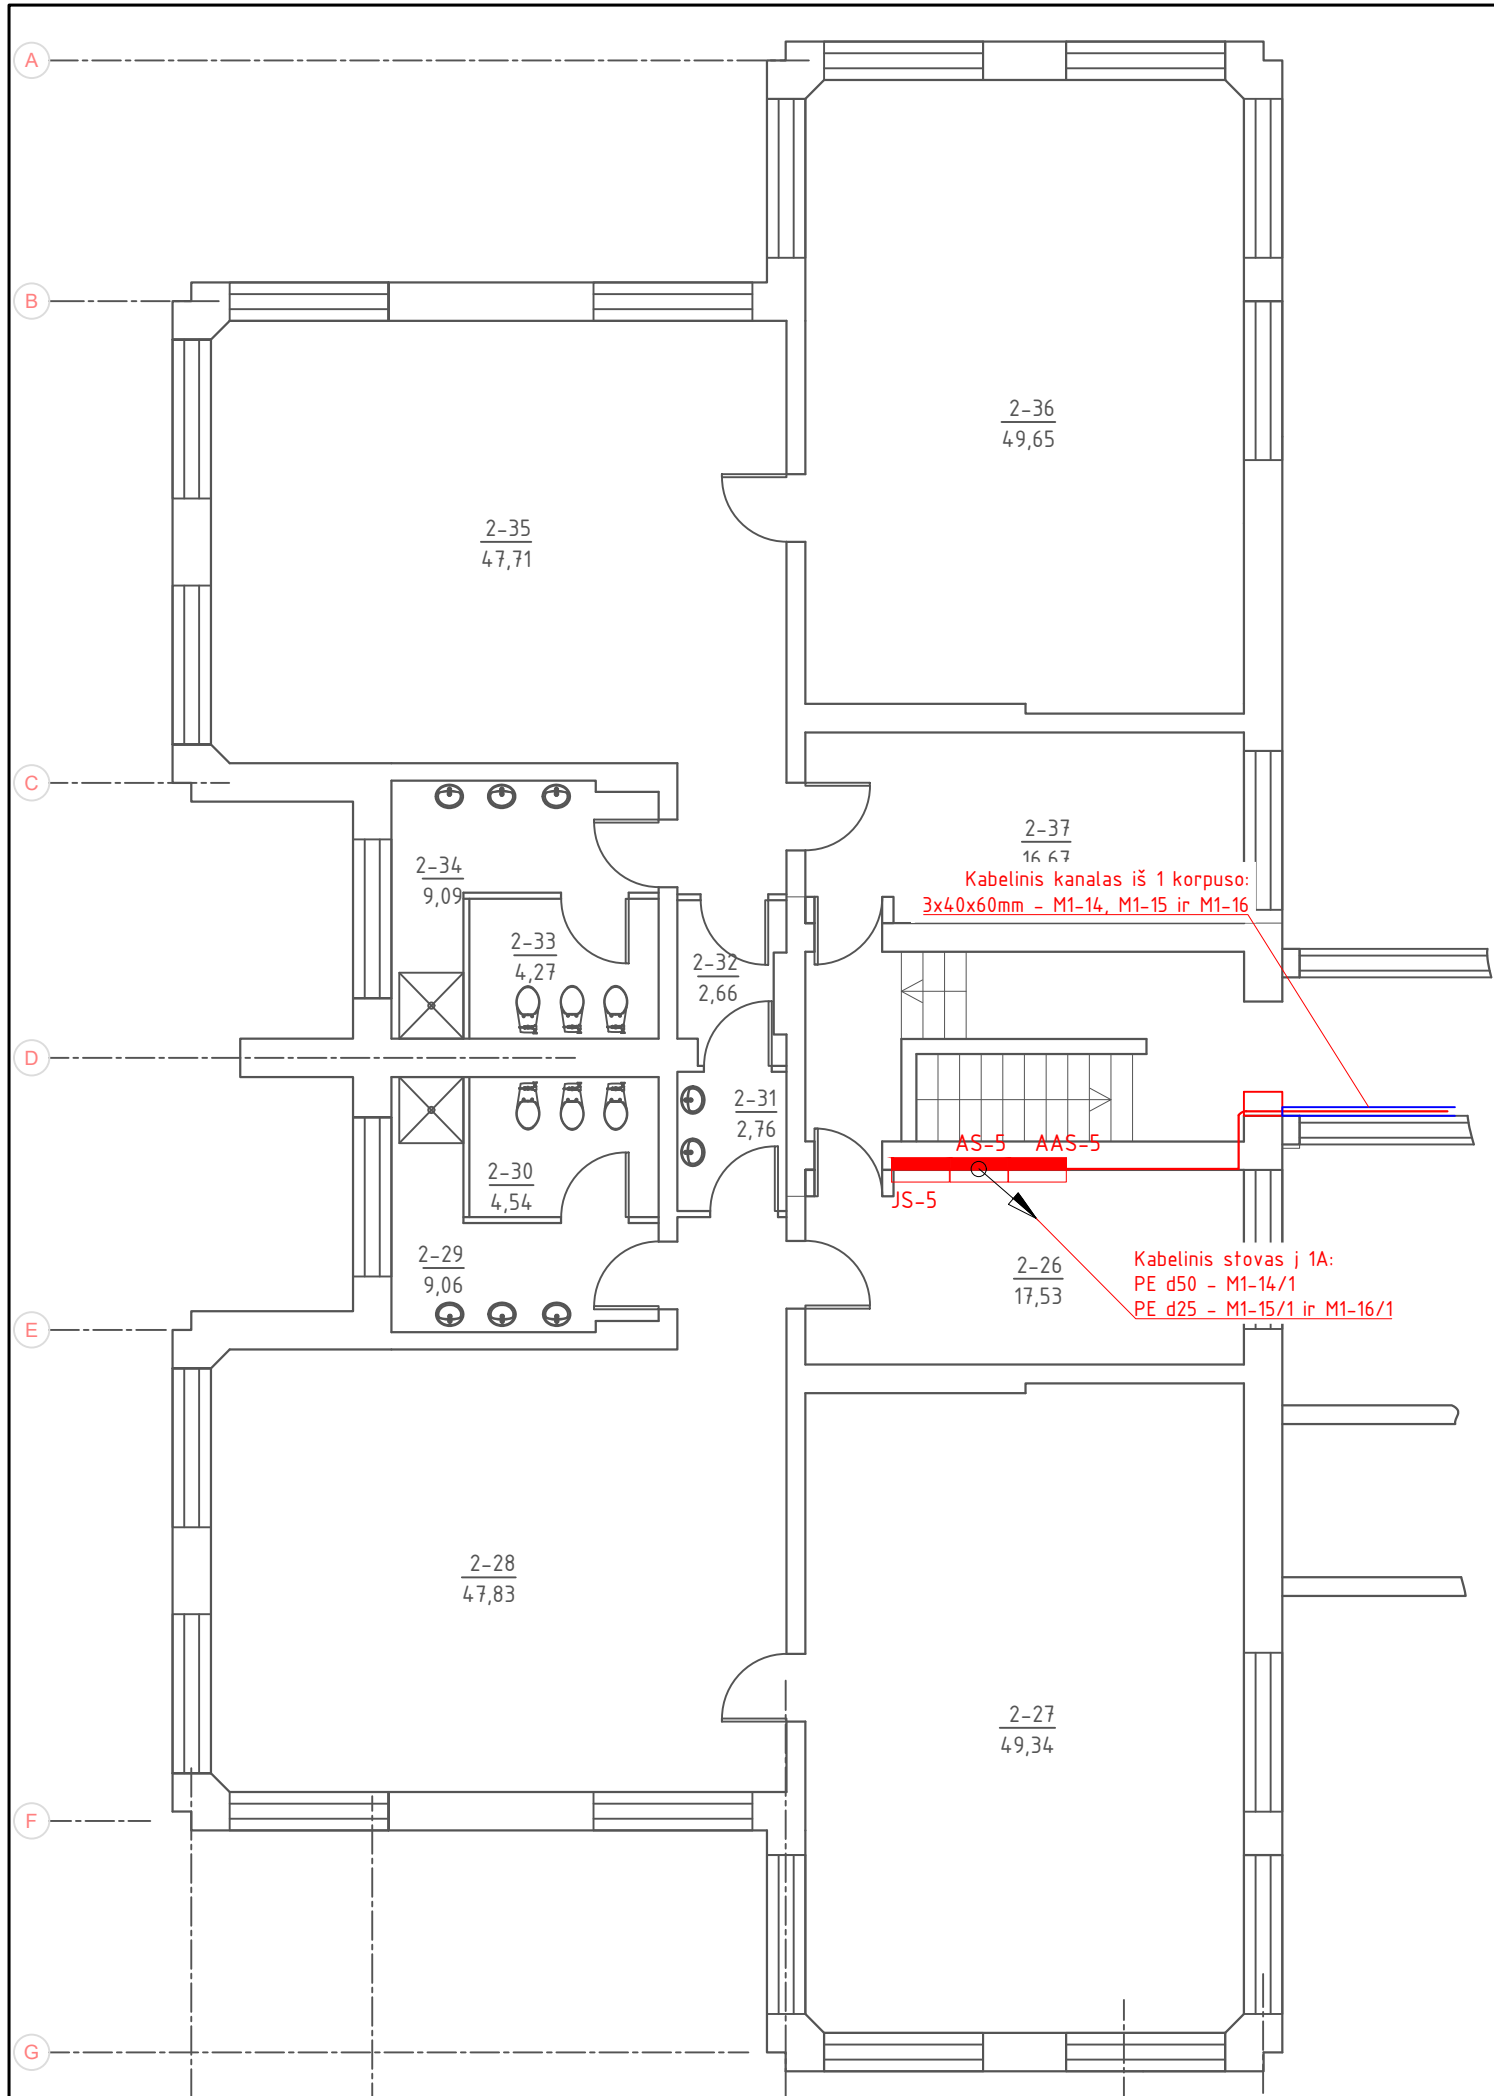 A
B
2-36
49,65
2-35
47,71
C
2-37
16,67
2-34
9,09
Kabelinis kanalas iš 1 korpuso:
3x40x60mm - M1-14, M1-15 ir M1-16
2-33
4,27
2-32
2,66
D
2-31
2,76
AS-5
AAS-5
2-30
4,54
JS-5
2-29
9,06
2-26
17,53
Kabelinis stovas į 1A:
PE d50 - M1-14/1
PE d25 - M1-15/1 ir M1-16/1
E
2-28
47,83
2-27
49,34
F
G